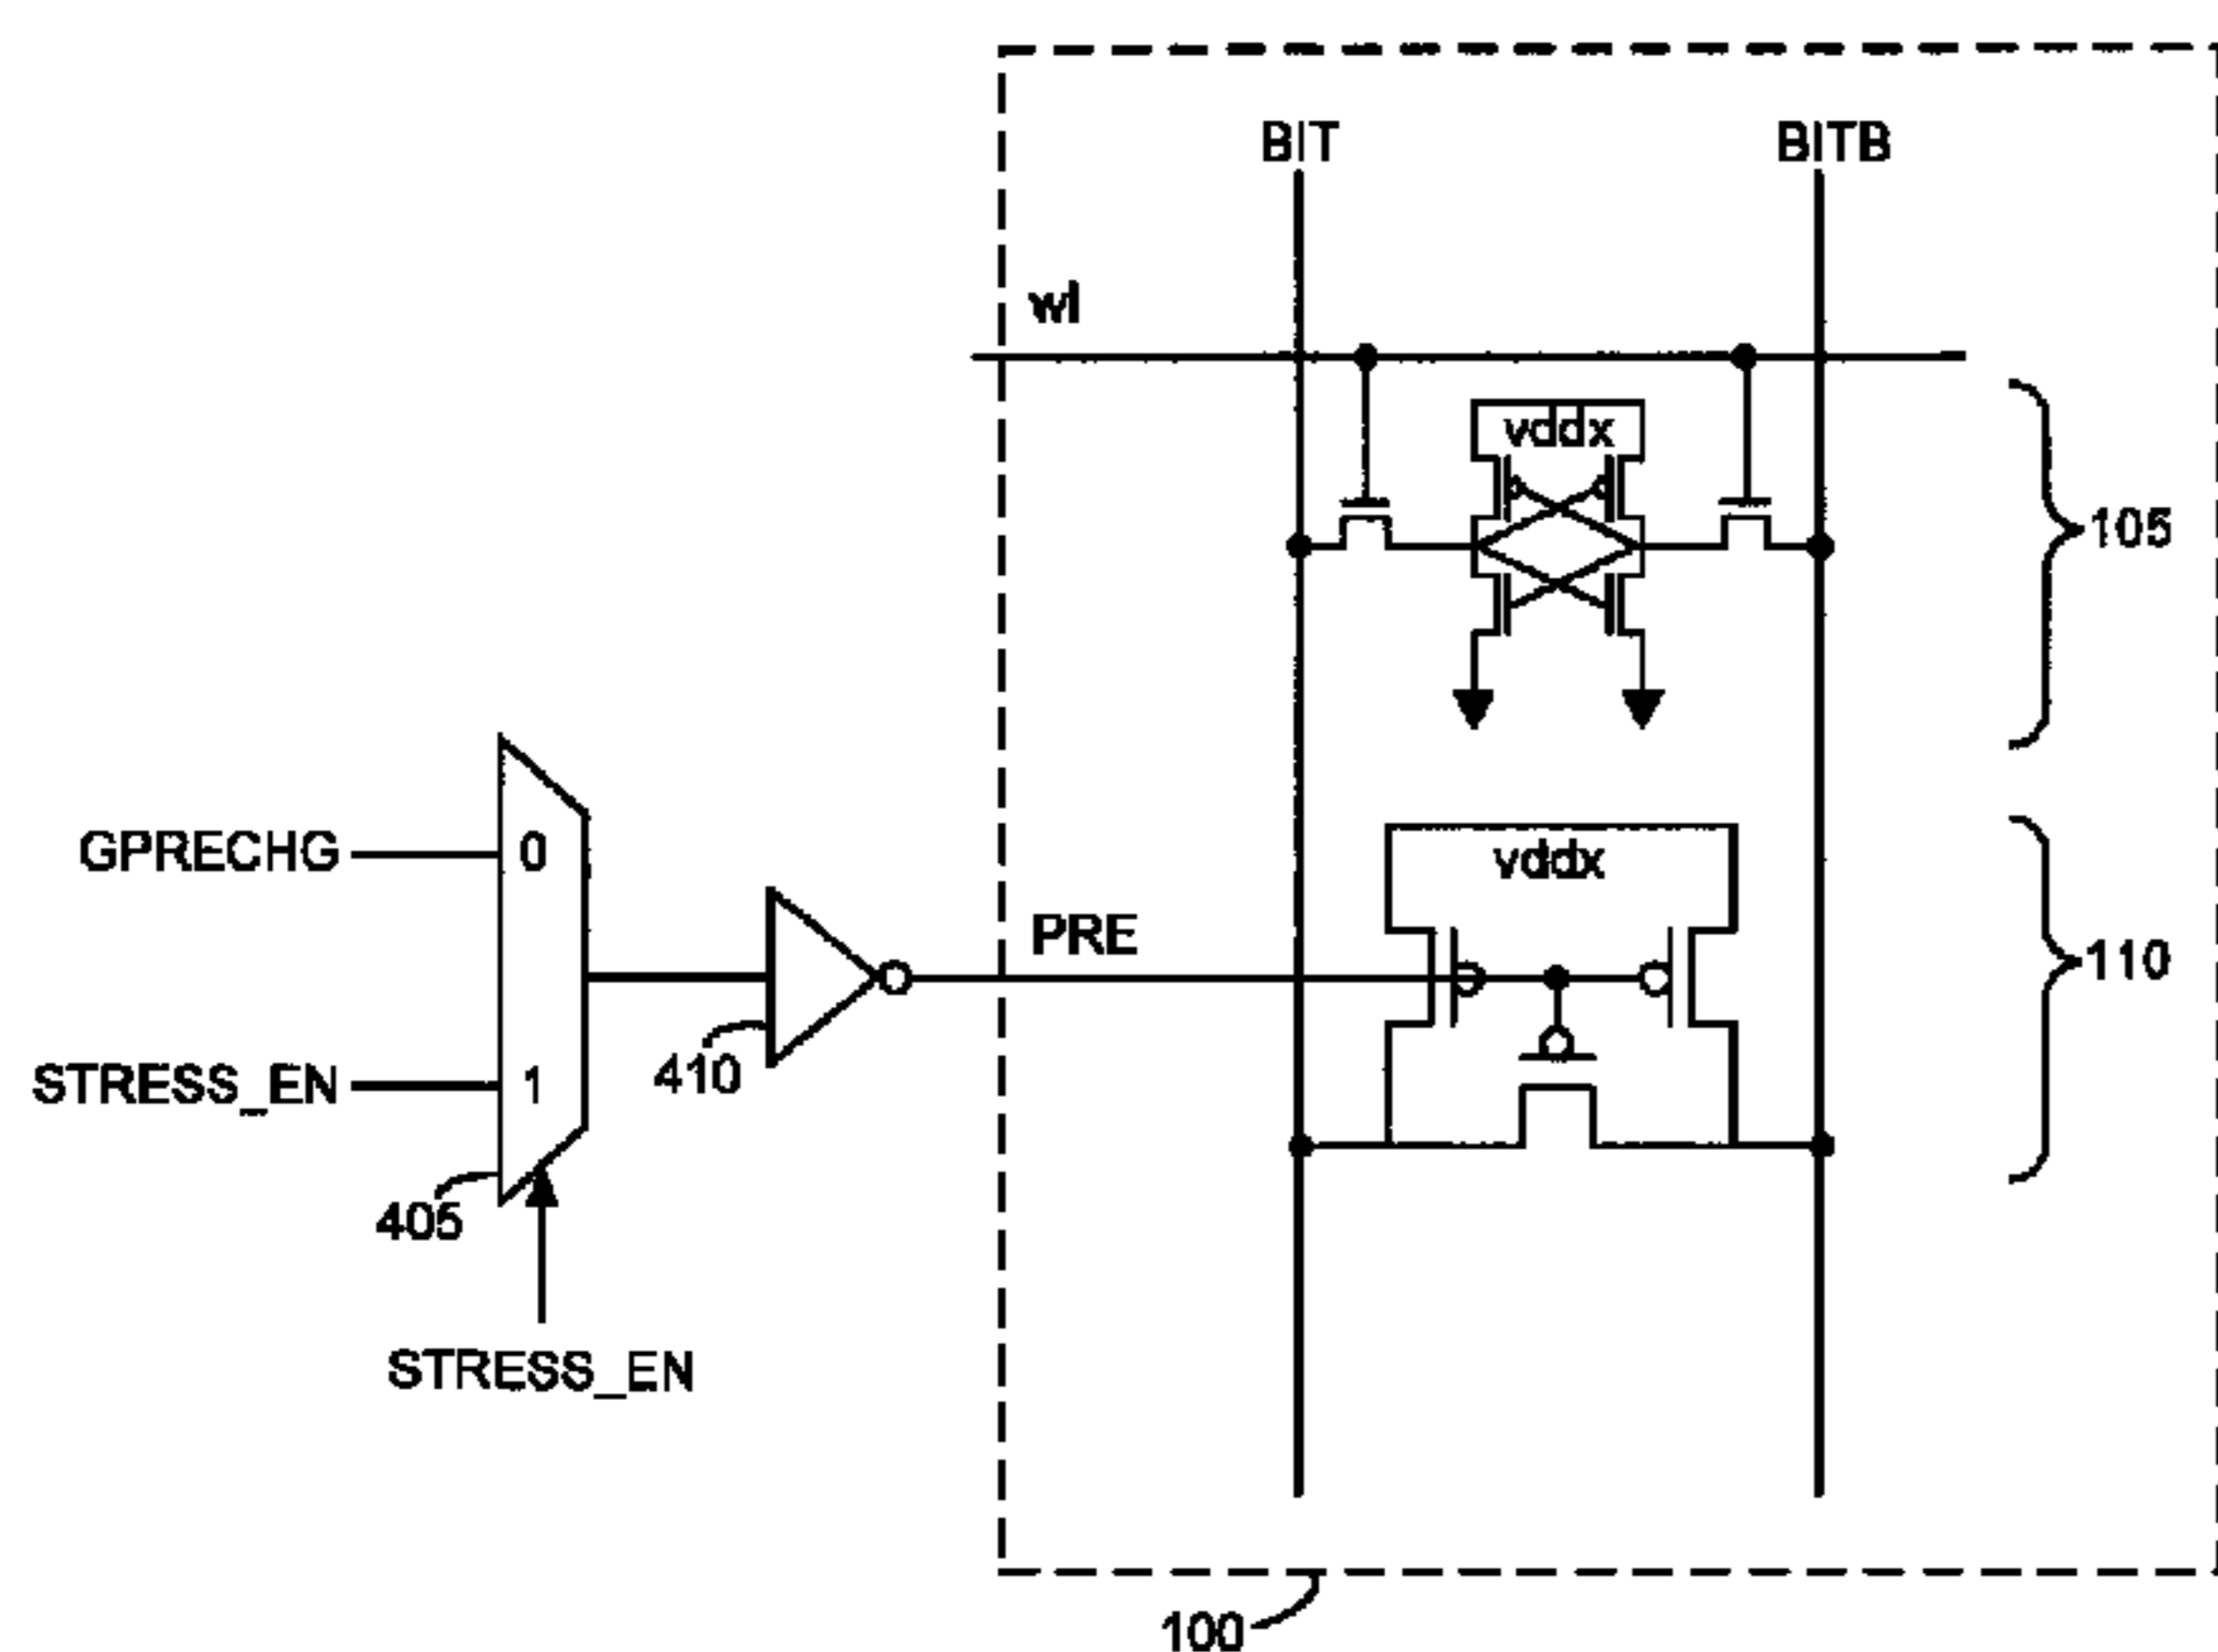 BIT BITB
wl
vddx
105
GPRECHG 0
vddx
PRE
110
410
STRESS_EN 1
405
STRESS_EN
100